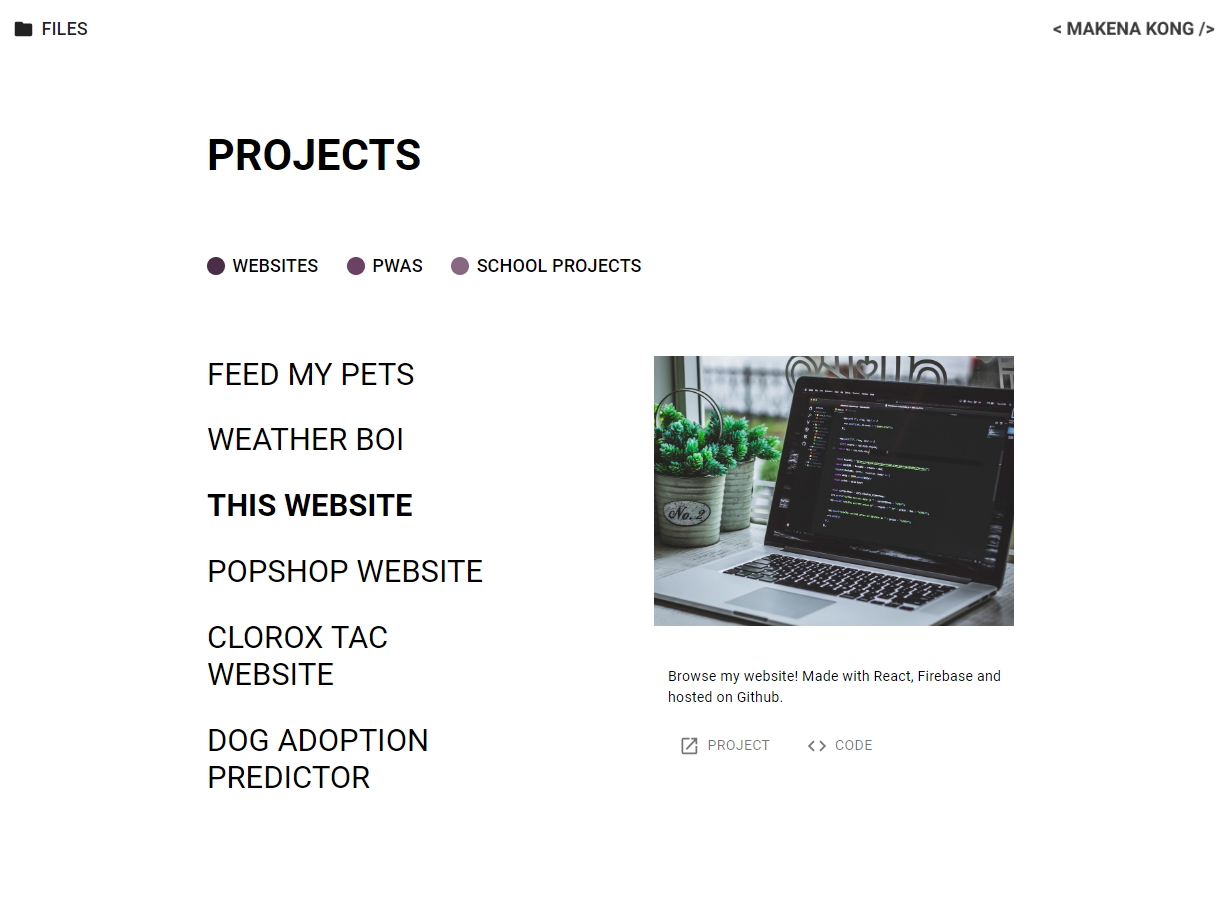 FILES
< MAKENA KONG />
PROJECTS
WEBSITES
PWAS
SCHOOL PROJECTS
FEED MY PETS
WEATHER BOI
THIS WEBSITE
POPSHOP WEBSITE
CLOROX TAC
WEBSITE
DOG ADOPTION
PREDICTOR
No. 2
Browse my website! Made with React, Firebase and
hosted on Github.
PROJECT
CODE